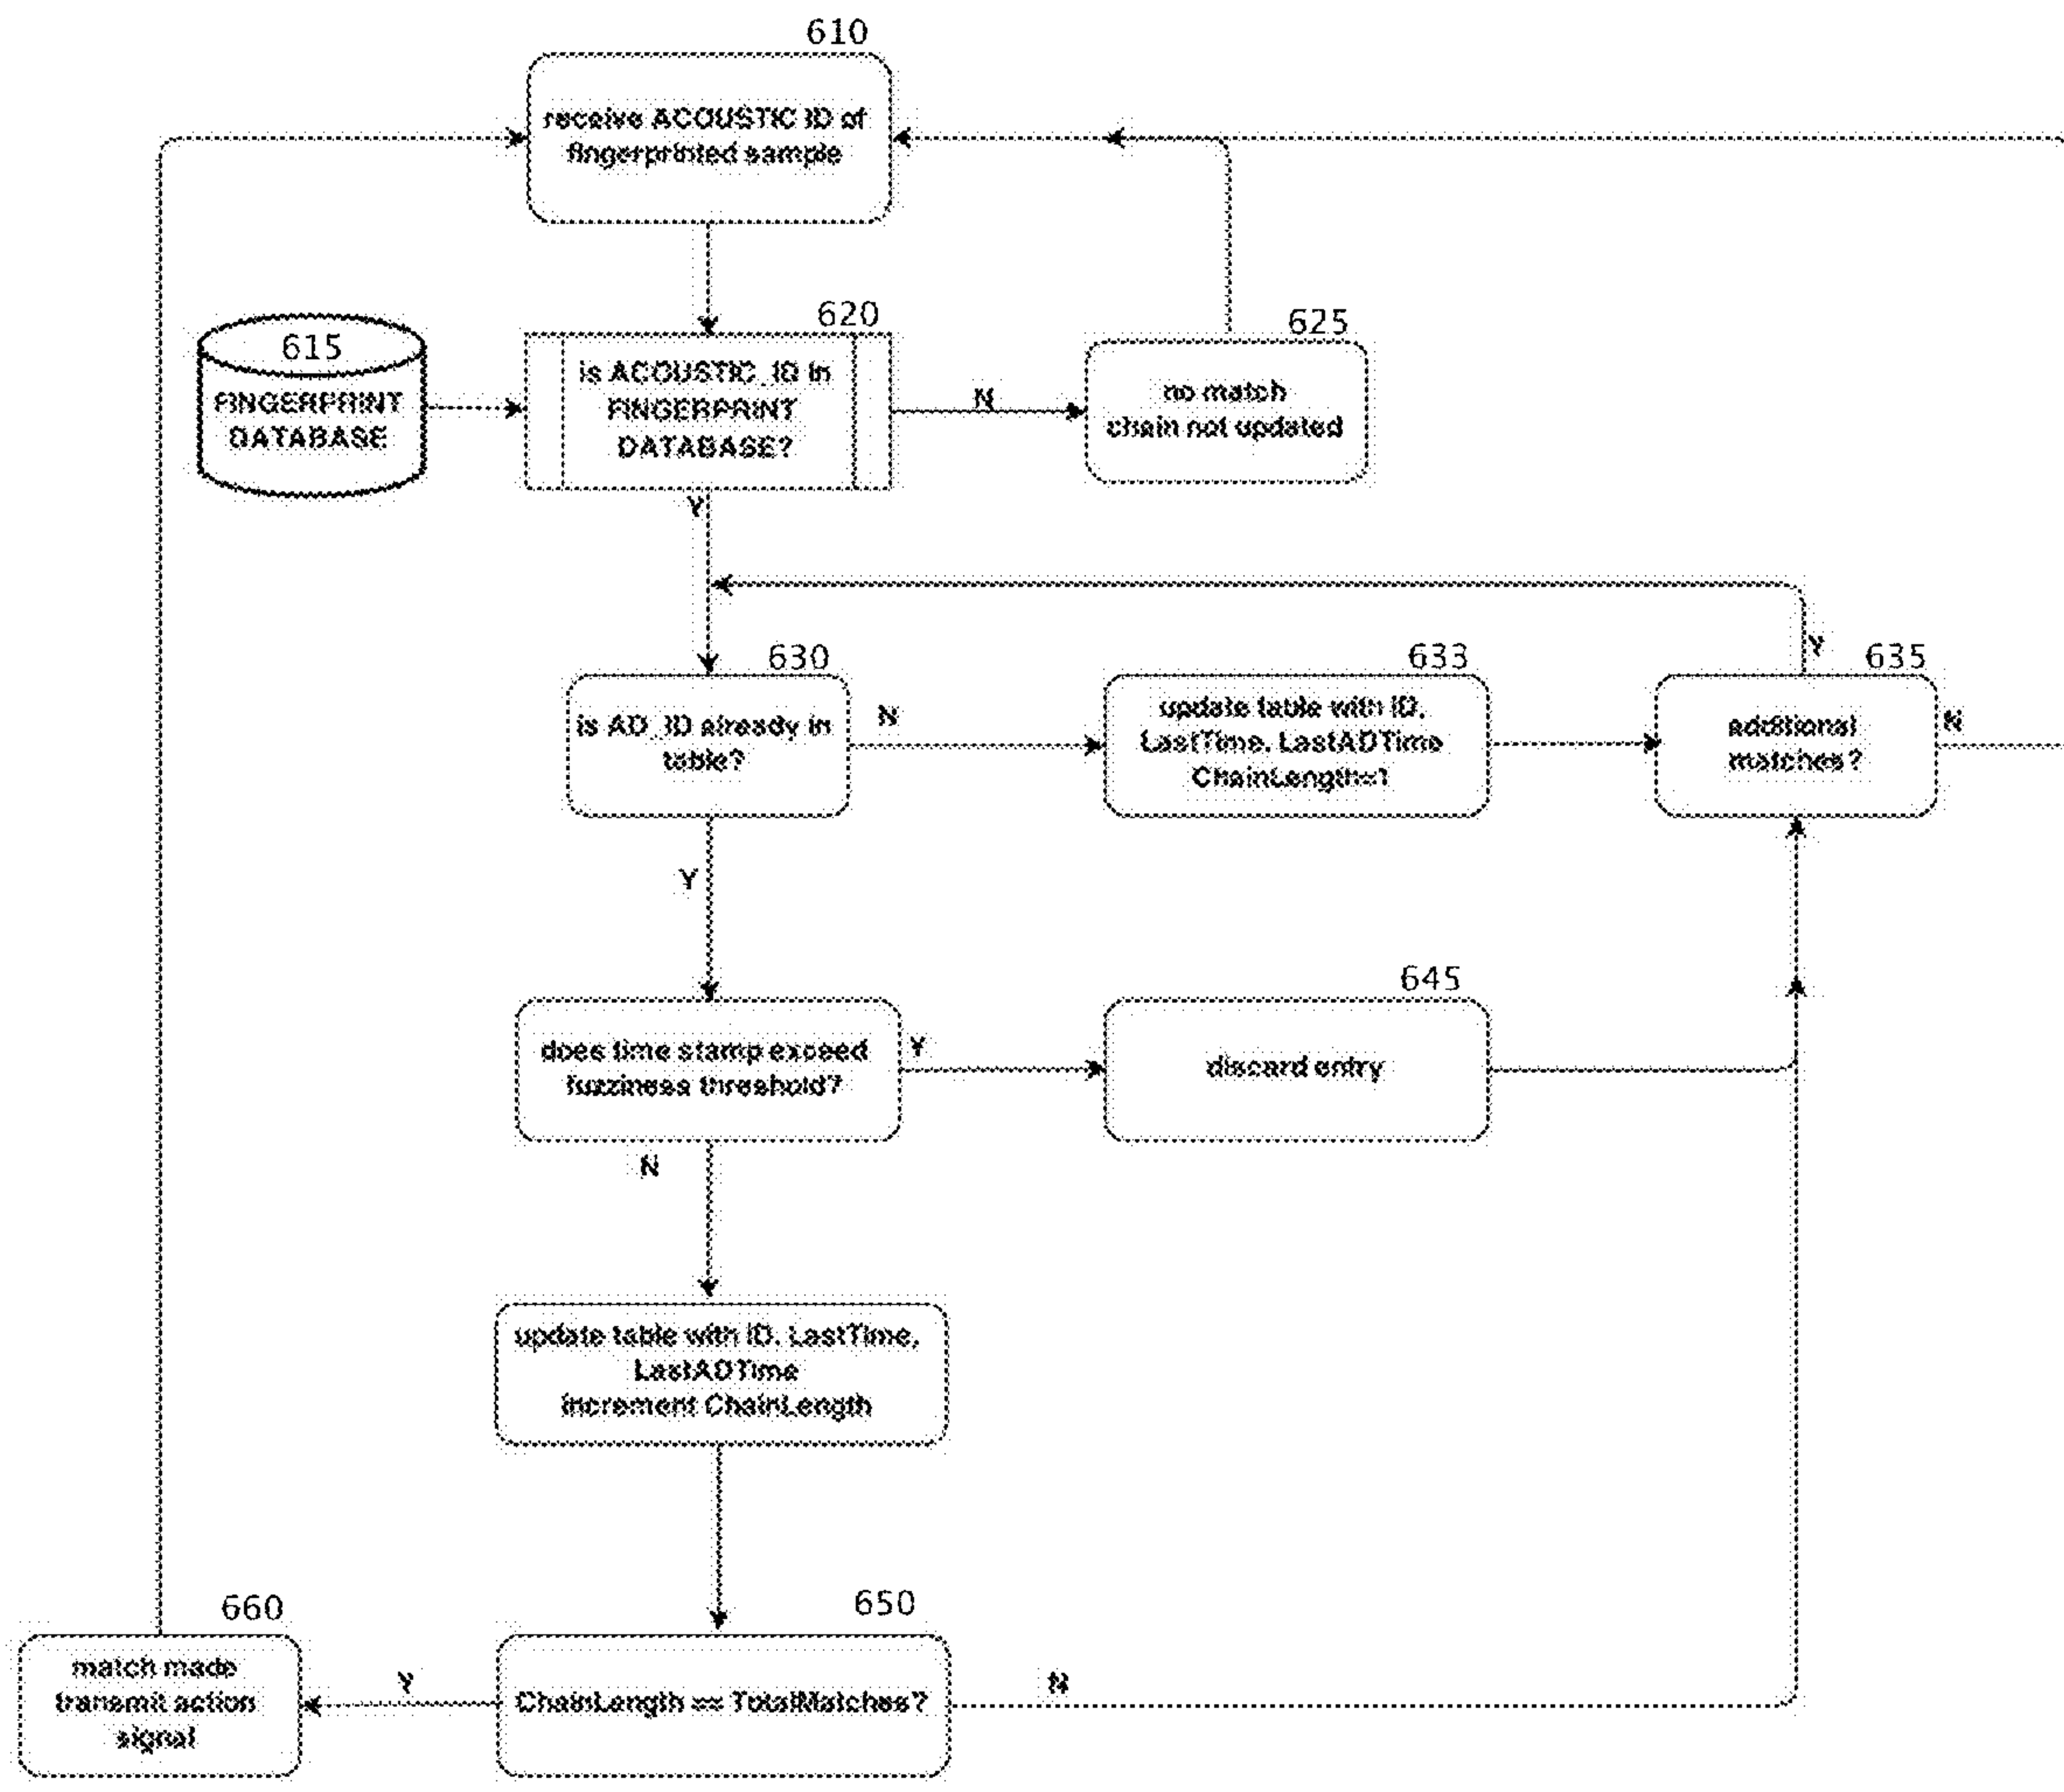 610
receive ACOUSTIC ID of
fingerprinted sample
615
FINGERPRINT
DATABASE
620
is ACOUSTIC_ID in
FINGERPRINT
DATABASE?
N
625
no match
chain not updated
Y
630
is AD_ID already in
table?
N
633
update table with ID,
LastTime, LastADTime
ChainLength=1
635
additional
matches?
Y
N
Y
does time stamp exceed
fuzziness threshold?
Y
645
discard entry
N
update table with ID, LastTime,
LastADTime
increment ChainLength
650
ChainLength == TotalMatches?
Y
N
660
match made
transmit action
signal